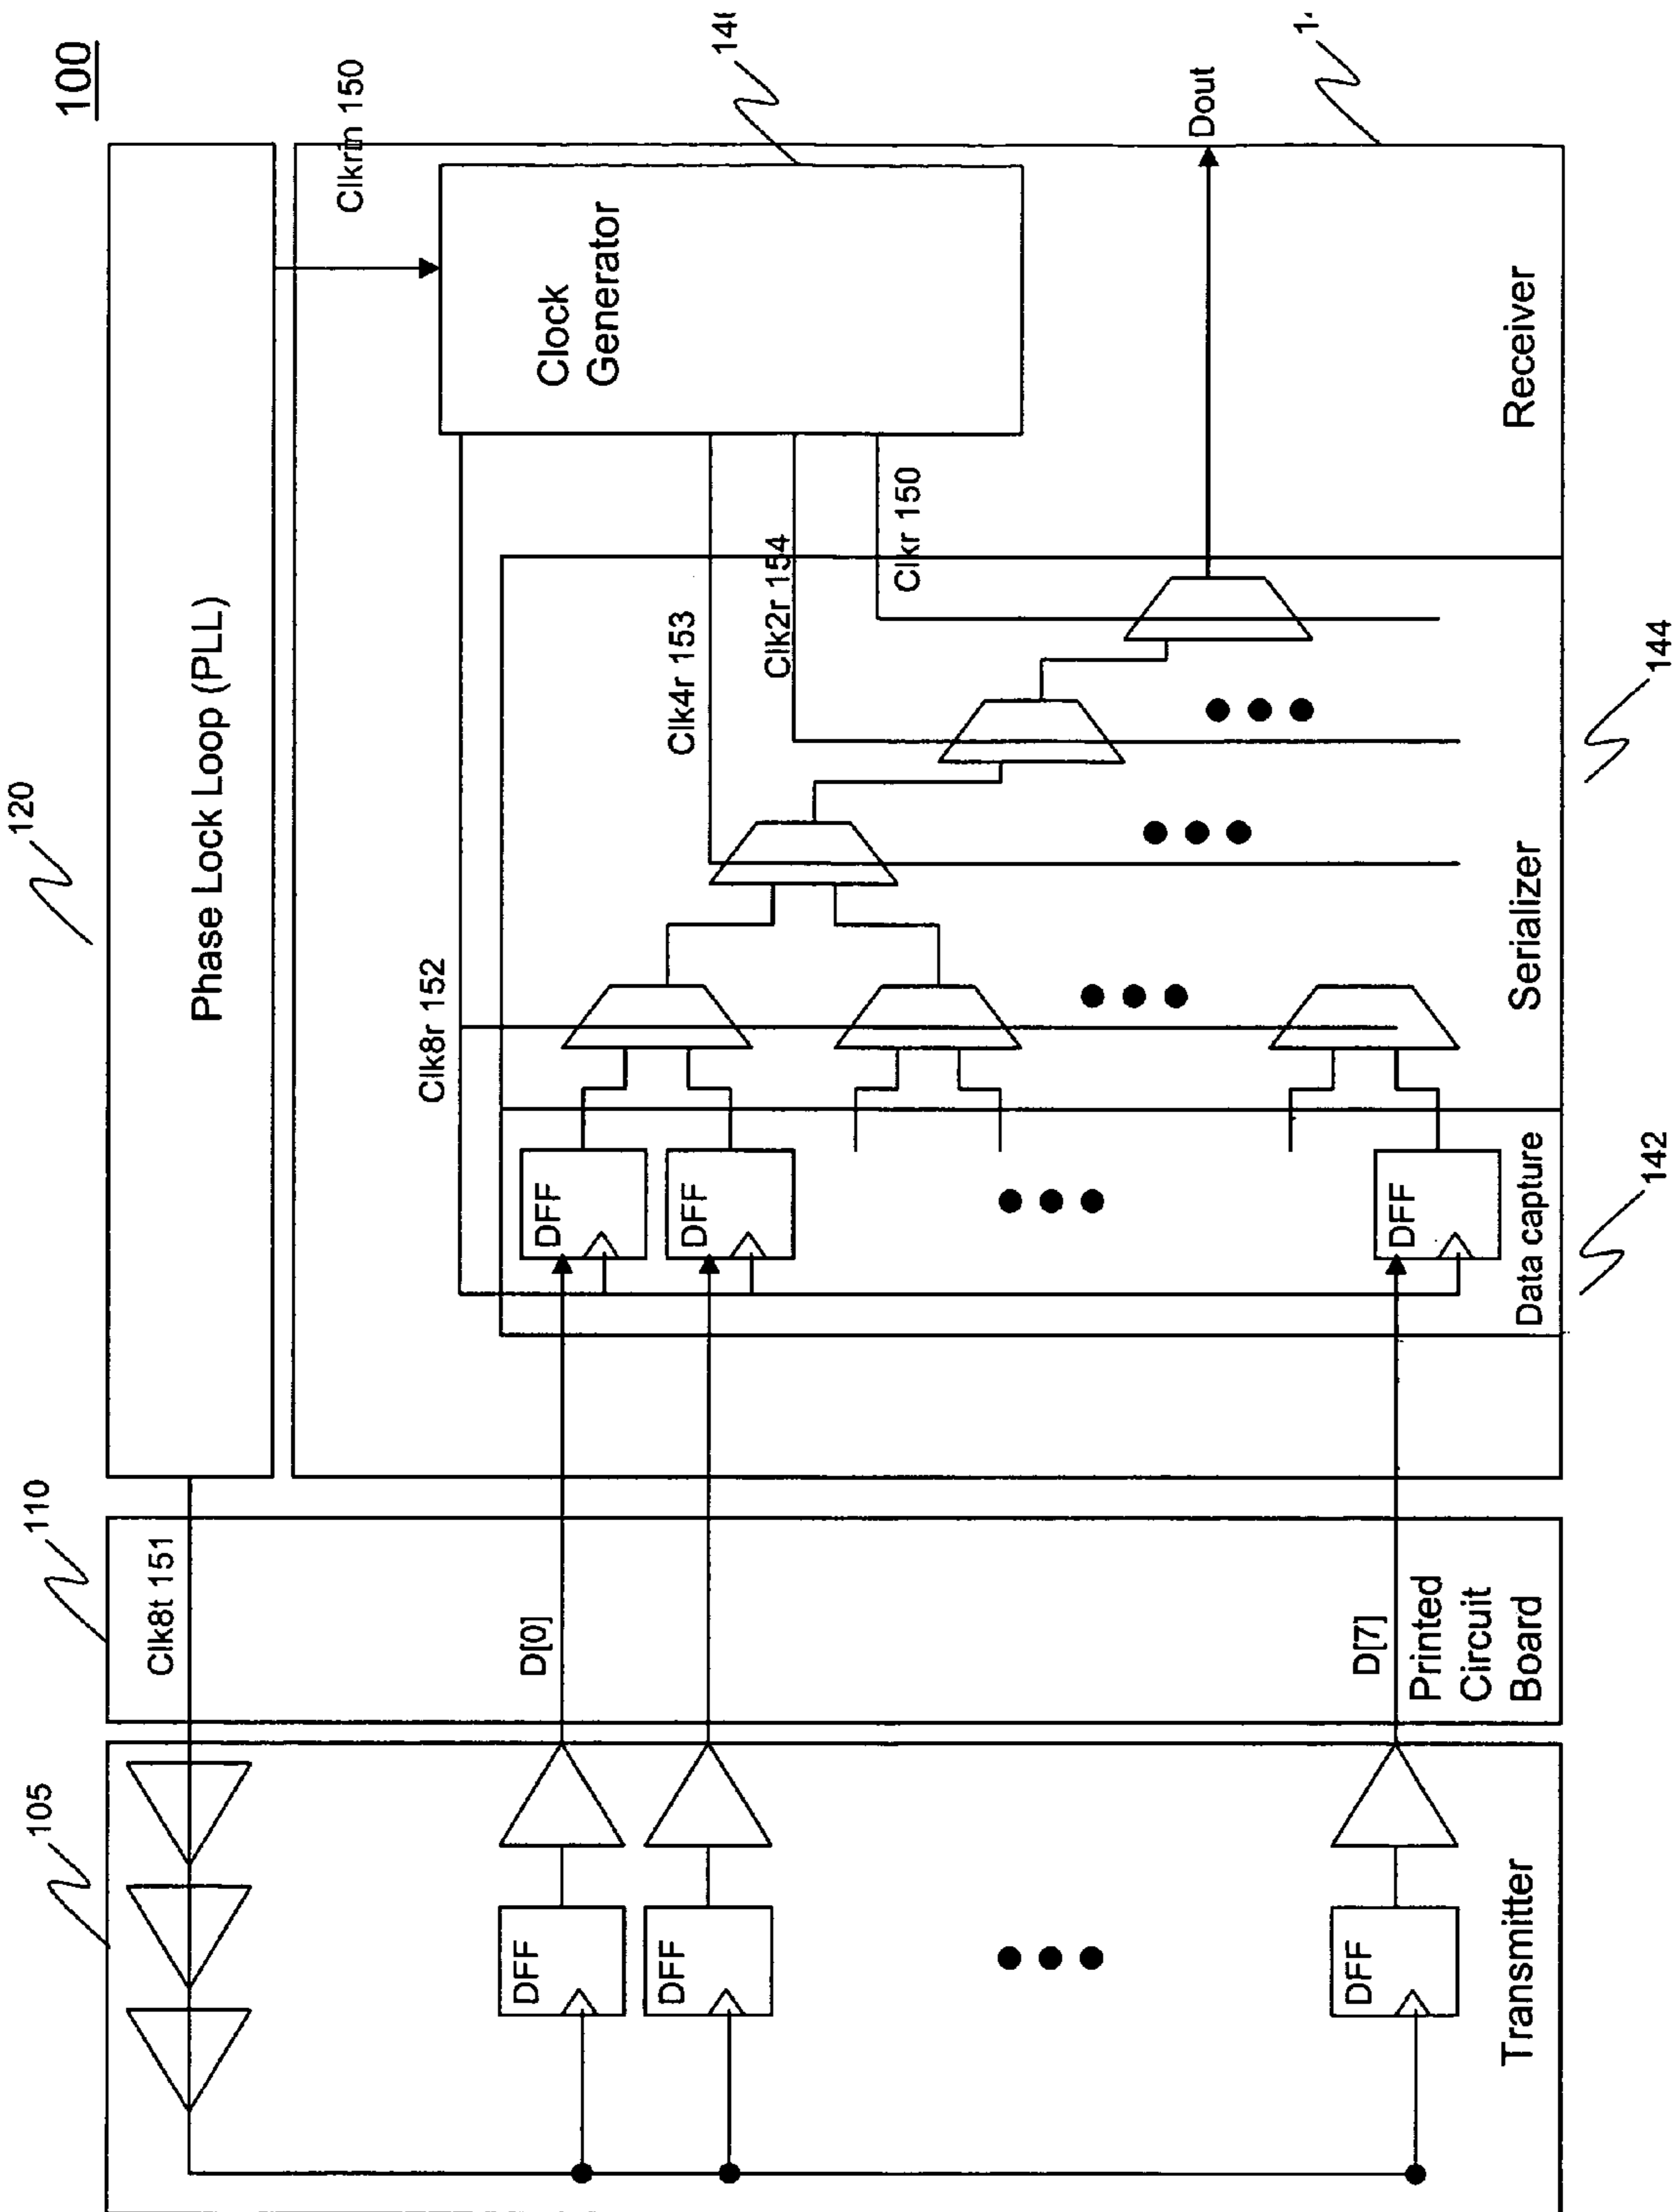 100
120
110
105
Phase Lock Loop (PLL)
Clk8t 151
Clkrm 150
Clock
Generator
Clk8r 152
Clk4r 153
Clk2r 154
Clkr 150
D[0]
D[7]
DFF
DFF
DFF
DFF
DFF
DFF
Dout
Transmitter
Printed
Circuit
Board
Data capture
Serializer
Receiver
142
144